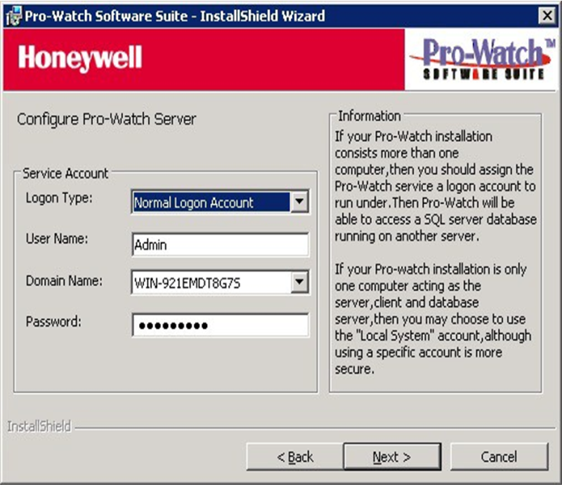 Pro-Watch Software Suite - InstallShield Wizard
Honeywell
Pro-Watch™
SOFTWARE SUITE
Configure Pro-Watch Server
Service Account
Logon Type:
Normal Logon Account
User Name:
Admin
Domain Name:
WIN-921EMDT8G7S
Password:
●●●●●●●●●
Information
If your Pro-Watch installation
consists more than one
computer,then you should assign the
Pro-Watch service a logon account to
run under.Then Pro-Watch will be
able to access a SQL server database
running on another server.
If your Pro-watch installation is only
one computer acting as the
server,client and database
server,then you may choose to use
the "Local System" account,although
using a specific account is more
secure.
InstallShield
< Back
Next >
Cancel